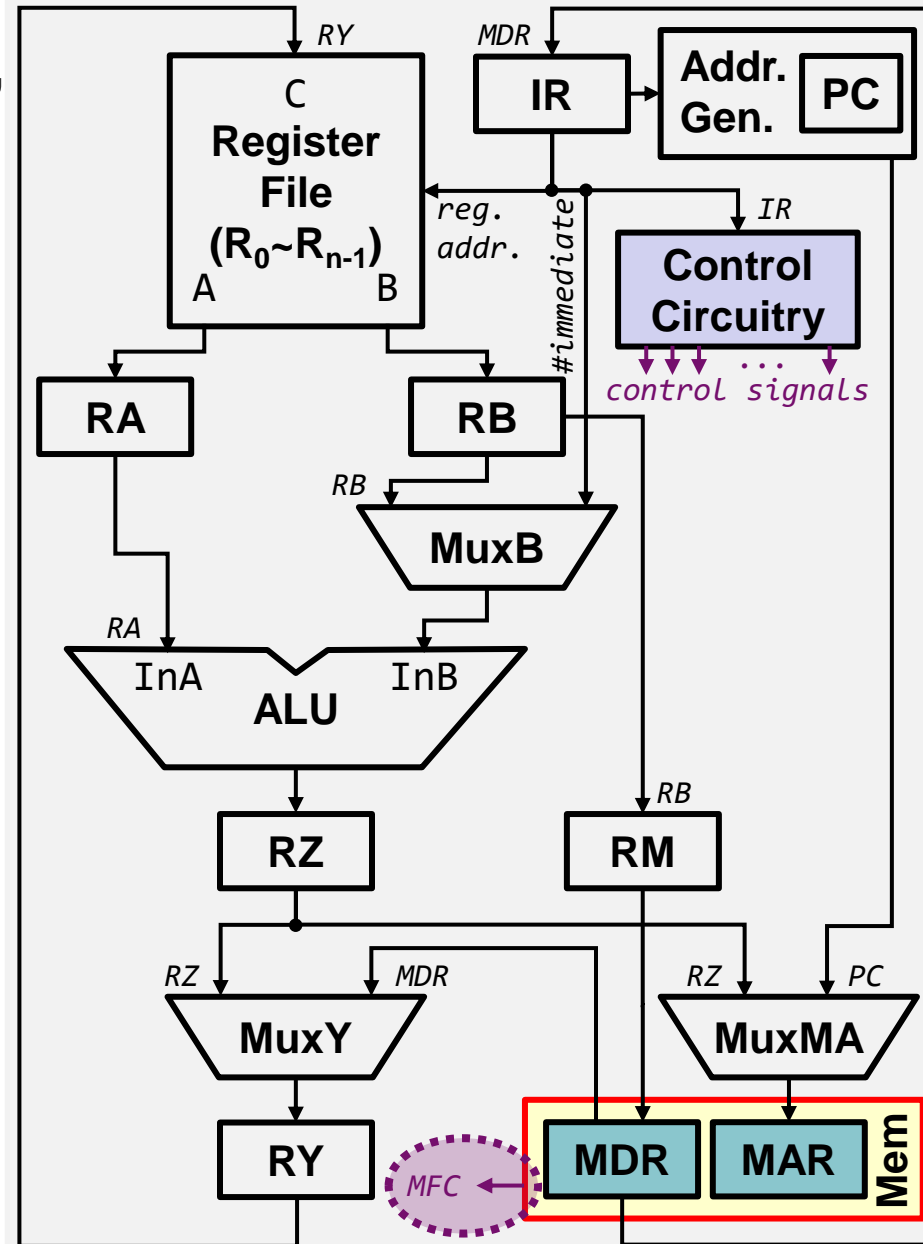 RY
MDR
C
Register
File
(R0~Rn-1)
A
B
IR
Addr.
Gen.
PC
reg.
addr.
#immediate
IR
Control
Circuitry
...
control signals
RA
RB
RB
MuxB
RA
InA
InB
ALU
RB
RZ
RM
RZ
MDR
RZ
PC
MuxY
MuxMA
RY
MFC
MDR
MAR
Mem